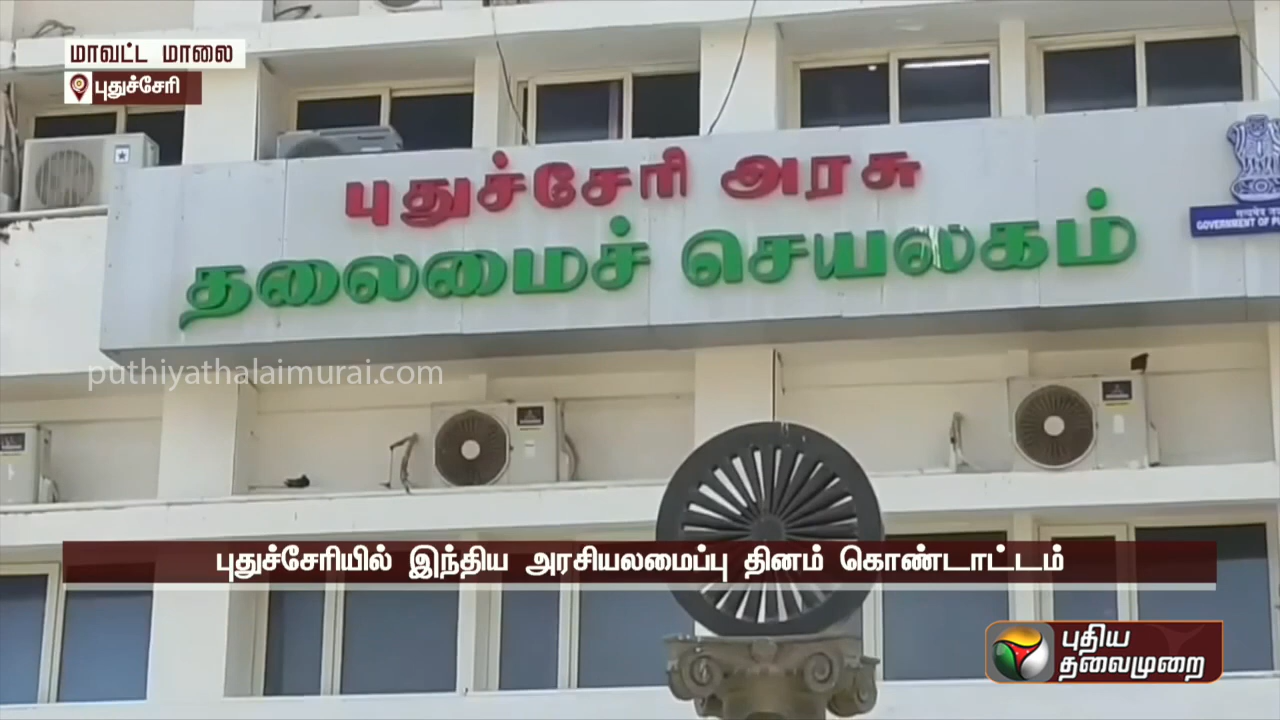 மாவட்ட மாலை
புதுச்சேரி
புதுச்சேரி அரசு
தலைமைச் செயலகம்
GOVERNMENT OF
puthiyathalaimurai.com
புதுச்சேரியில் இந்திய அரசியலமைப்பு தினம் கொண்டாட்டம்
புதிய
தலைமுறை